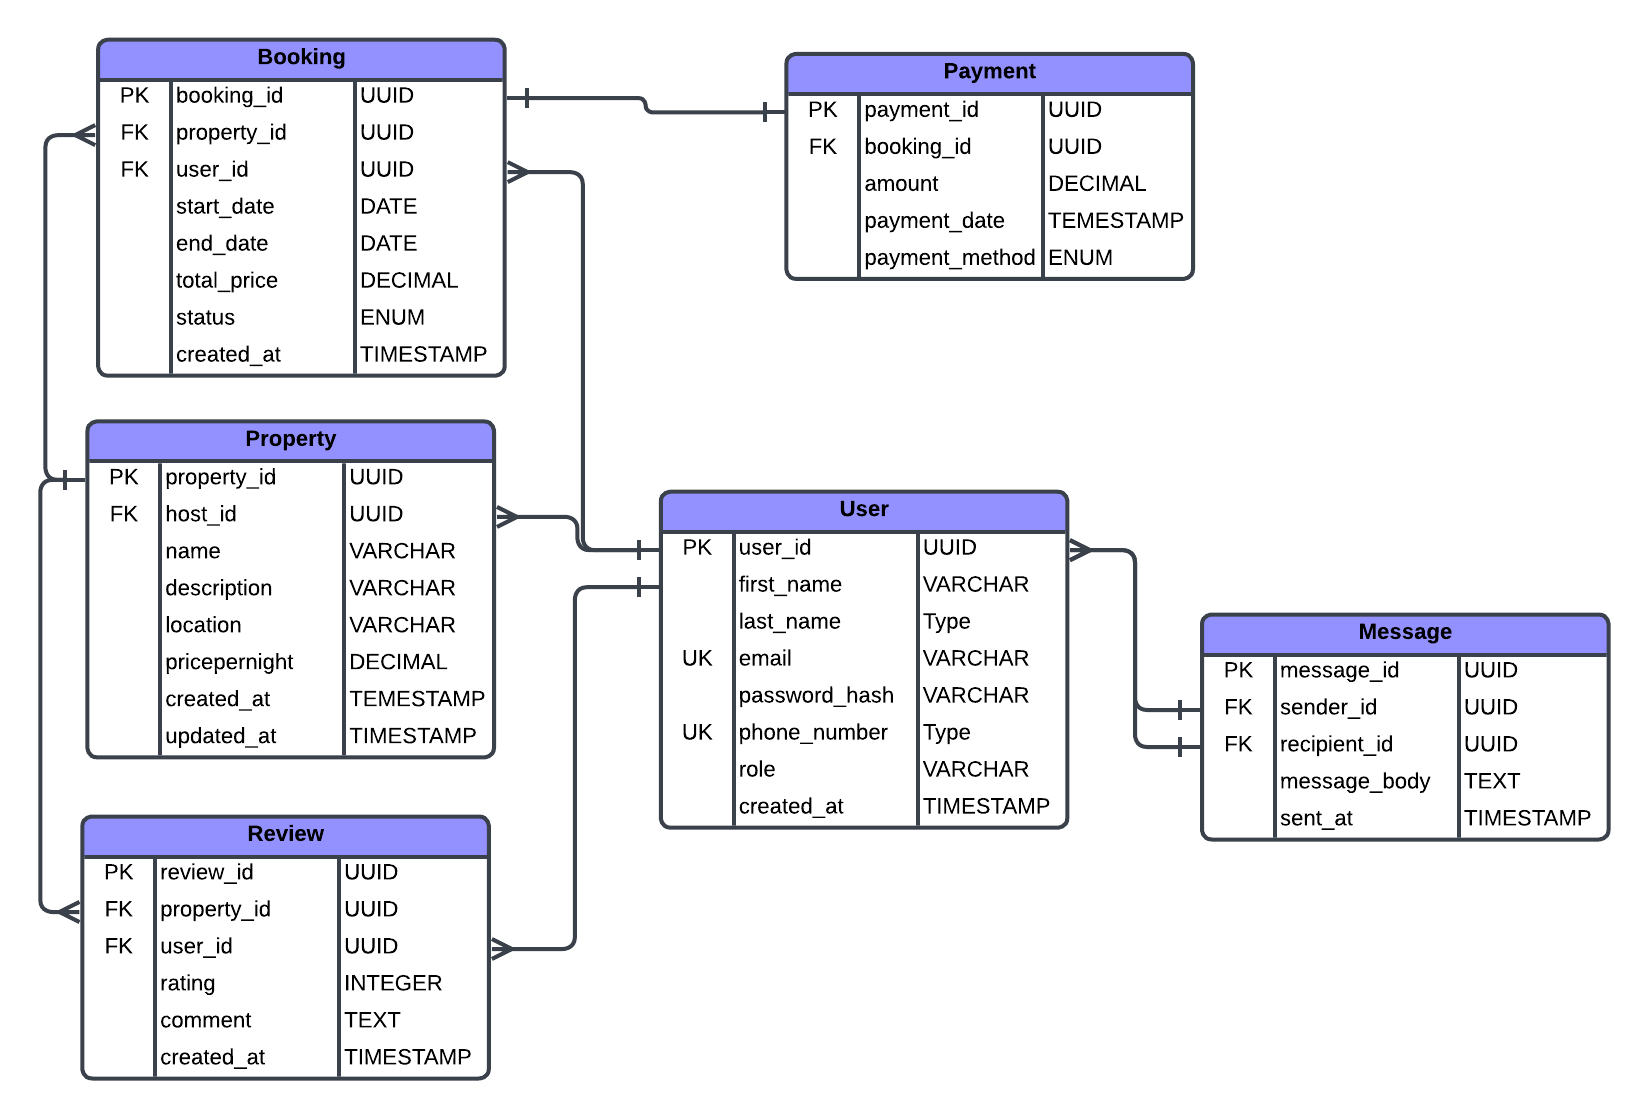 Booking
PK booking_id UUID
FK property_id UUID
FK user_id UUID
start_date DATE
end_date DATE
total_price DECIMAL
status ENUM
created_at TIMESTAMP
Payment
PK payment_id UUID
FK booking_id UUID
amount DECIMAL
payment_date TEMESTAMP
payment_method ENUM
Property
PK property_id UUID
FK host_id UUID
name VARCHAR
description VARCHAR
location VARCHAR
pricepernight DECIMAL
created_at TEMESTAMP
updated_at TIMESTAMP
User
PK user_id UUID
first_name VARCHAR
last_name Type
UK email VARCHAR
password_hash VARCHAR
UK phone_number Type
role VARCHAR
created_at TIMESTAMP
Message
PK message_id UUID
FK sender_id UUID
FK recipient_id UUID
message_body TEXT
sent_at TIMESTAMP
Review
PK review_id UUID
FK property_id UUID
FK user_id UUID
rating INTEGER
comment TEXT
created_at TIMESTAMP